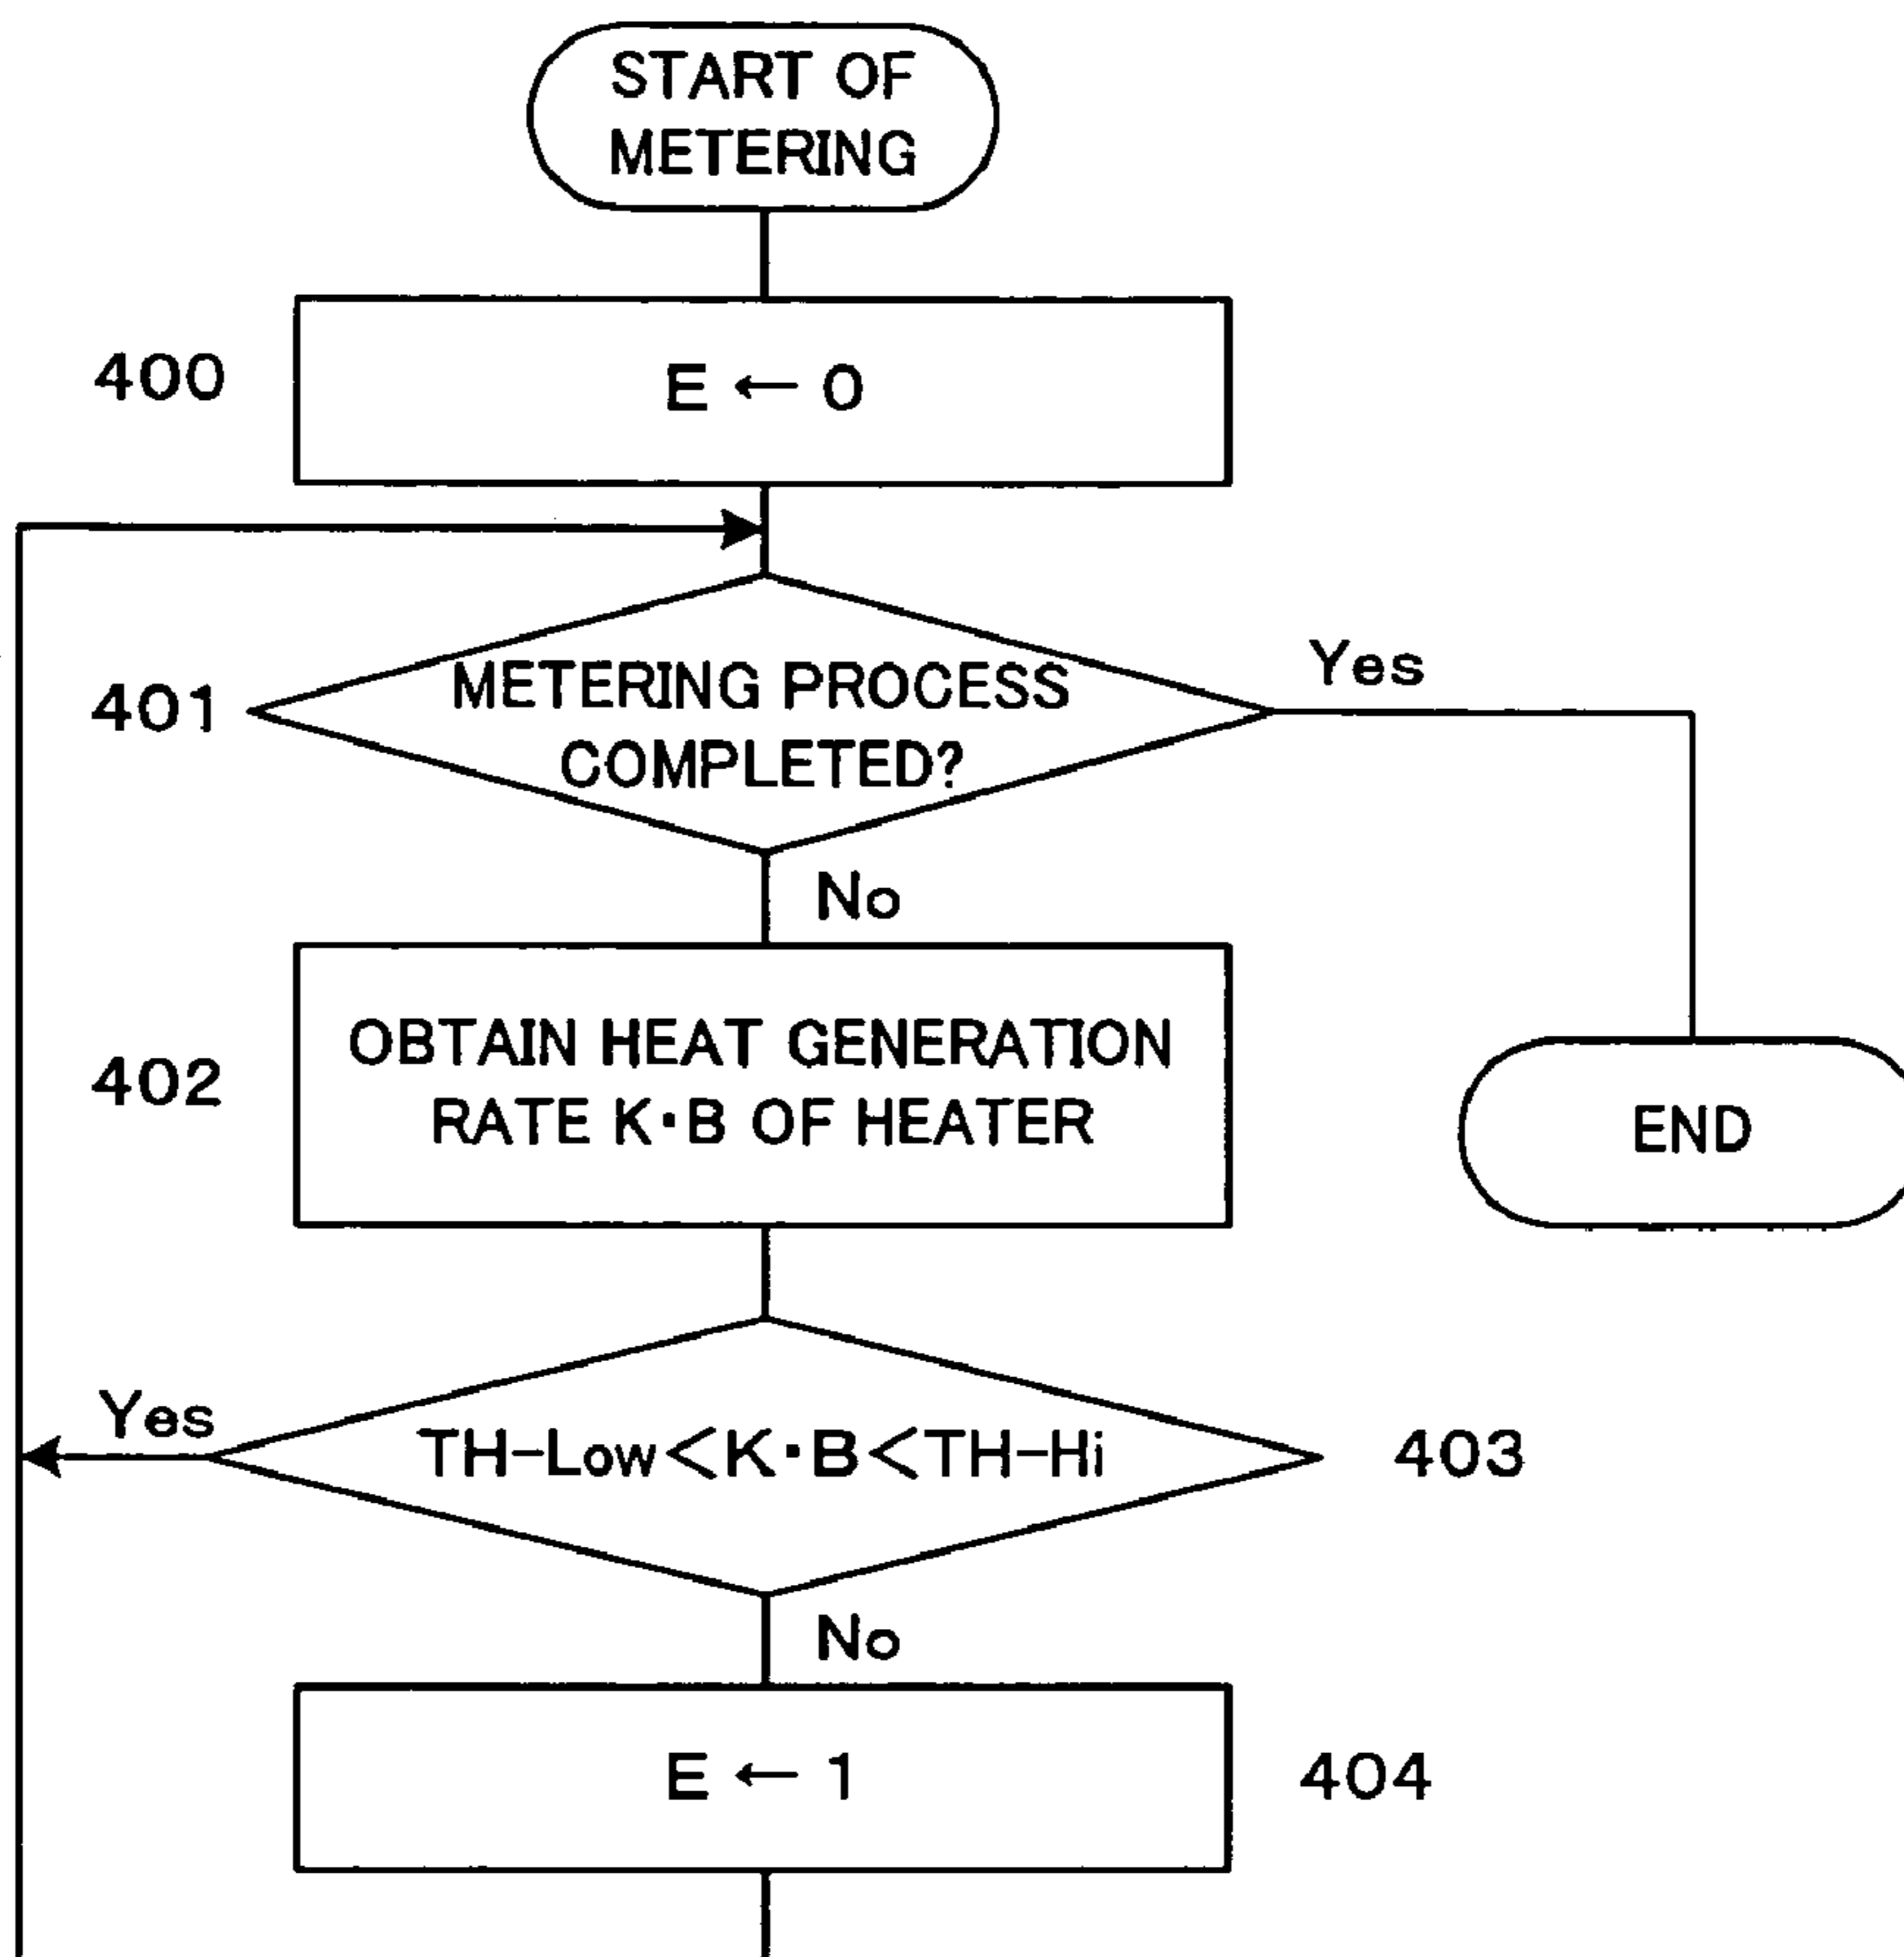 START OF
METERING
400
E ← 0
401
METERING PROCESS
COMPLETED?
Yes
No
402
OBTAIN HEAT GENERATION
RATE K·B OF HEATER
END
Yes
TH-Low<K·B<TH-Hi
403
No
E ← 1
404